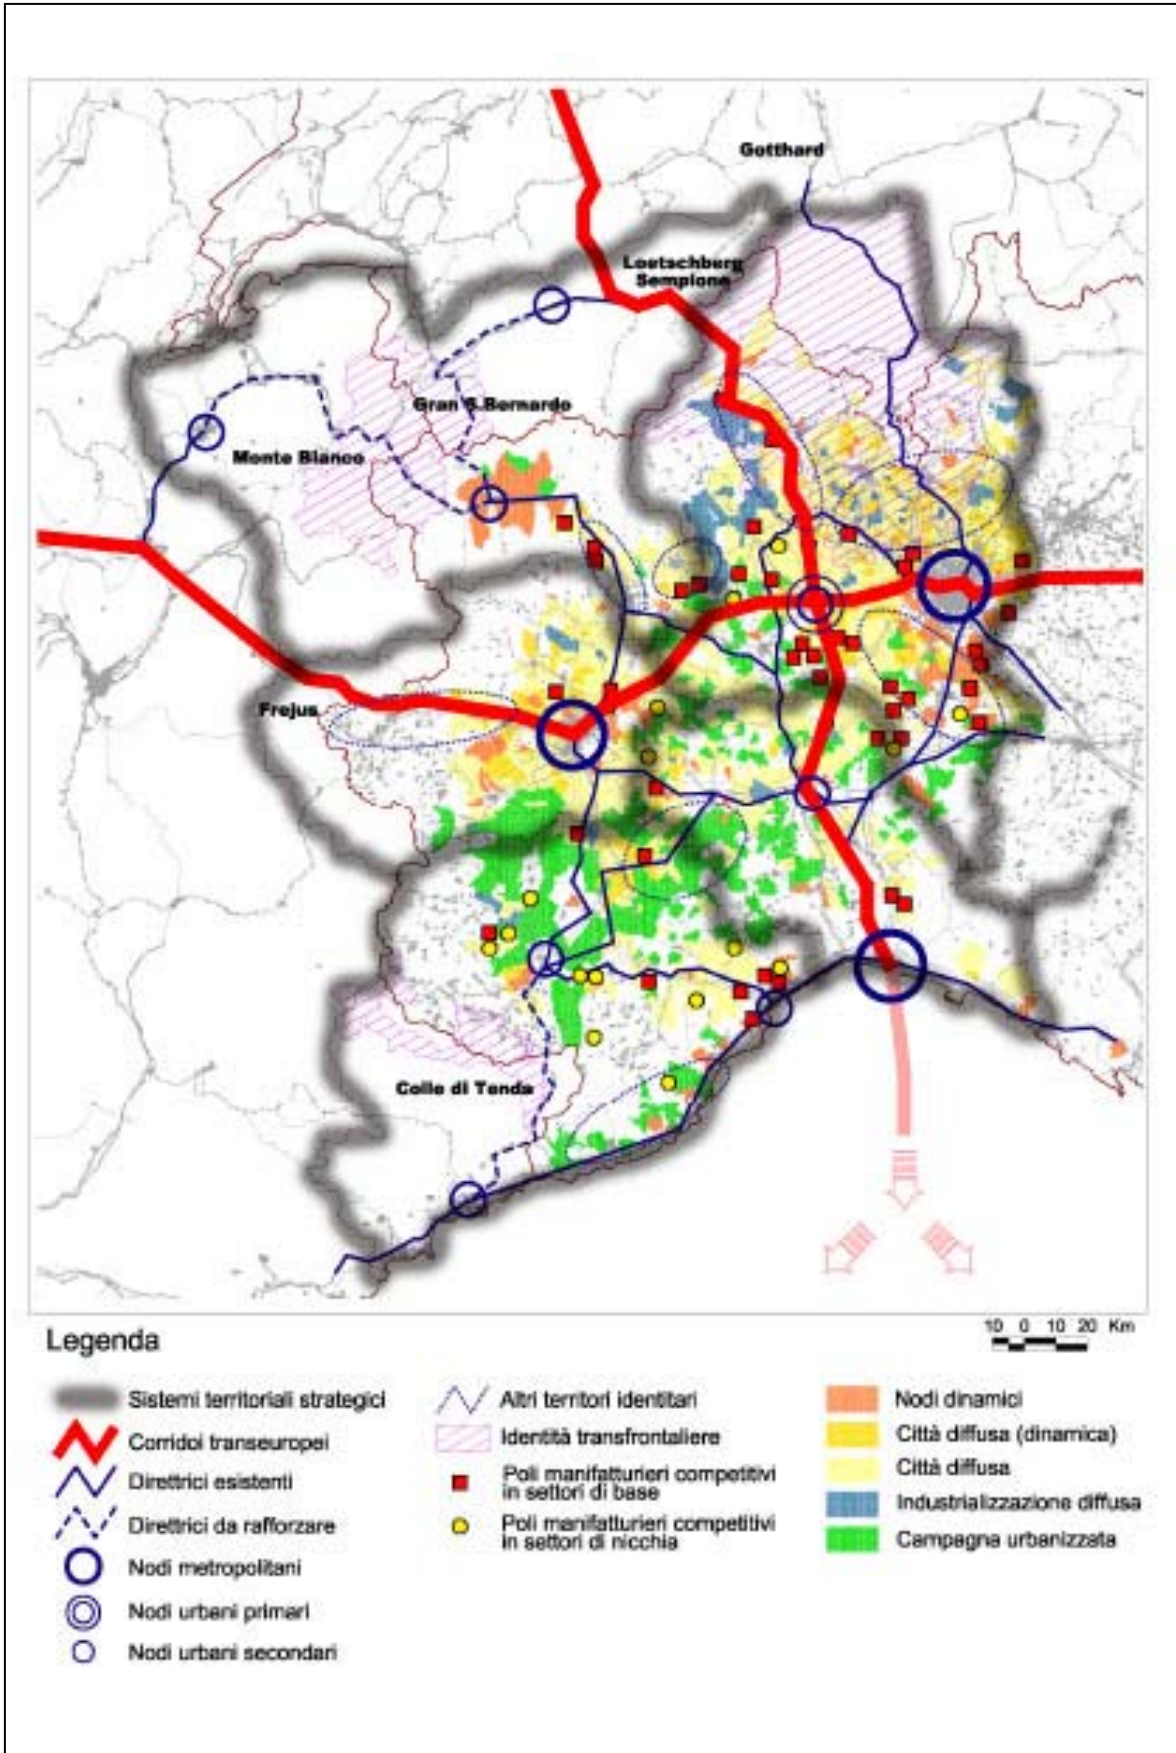 Gotthard
Loetschberg
Sempione
Gran S.Bernardo
Monte Bianco
Frejus
Colle di Tenda
10 0 10 20 Km
Legenda
Sistemi territoriali strategici
Corridoi transeuropei
Direttrici esistenti
Direttrici da rafforzare
Nodi metropolitani
Nodi urbani primari
Nodi urbani secondari
Altri territori identitari
Identità transfrontaliere
Poli manifatturieri competitivi
in settori di base
Poli manifatturieri competitivi
in settori di nicchia
Nodi dinamici
Città diffusa (dinamica)
Città diffusa
Industrializzazione diffusa
Campagna urbanizzata